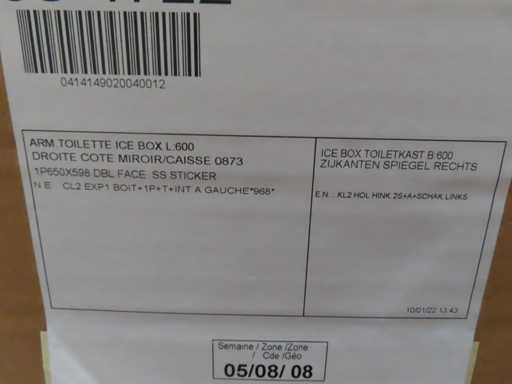 0414149020040012
ARM.TOILETTE ICE BOX L:600
DROITE COTE MIROIR/CAISSE 0873
1P650X598 DBL FACE: SS STICKER
N E: CL2 EXP1 BOIT+1P+T+INT A GAUCHE*968*
ICE BOX TOILETKAST B:600
ZIJKANTEN SPIEGEL RECHTS
E N. : KL2 HOL HINK 2S+A+SCHAK LINKS
10/01/22 13:43
Semaine / Zone /Zone
/ Cde /Géo
05/08/ 08